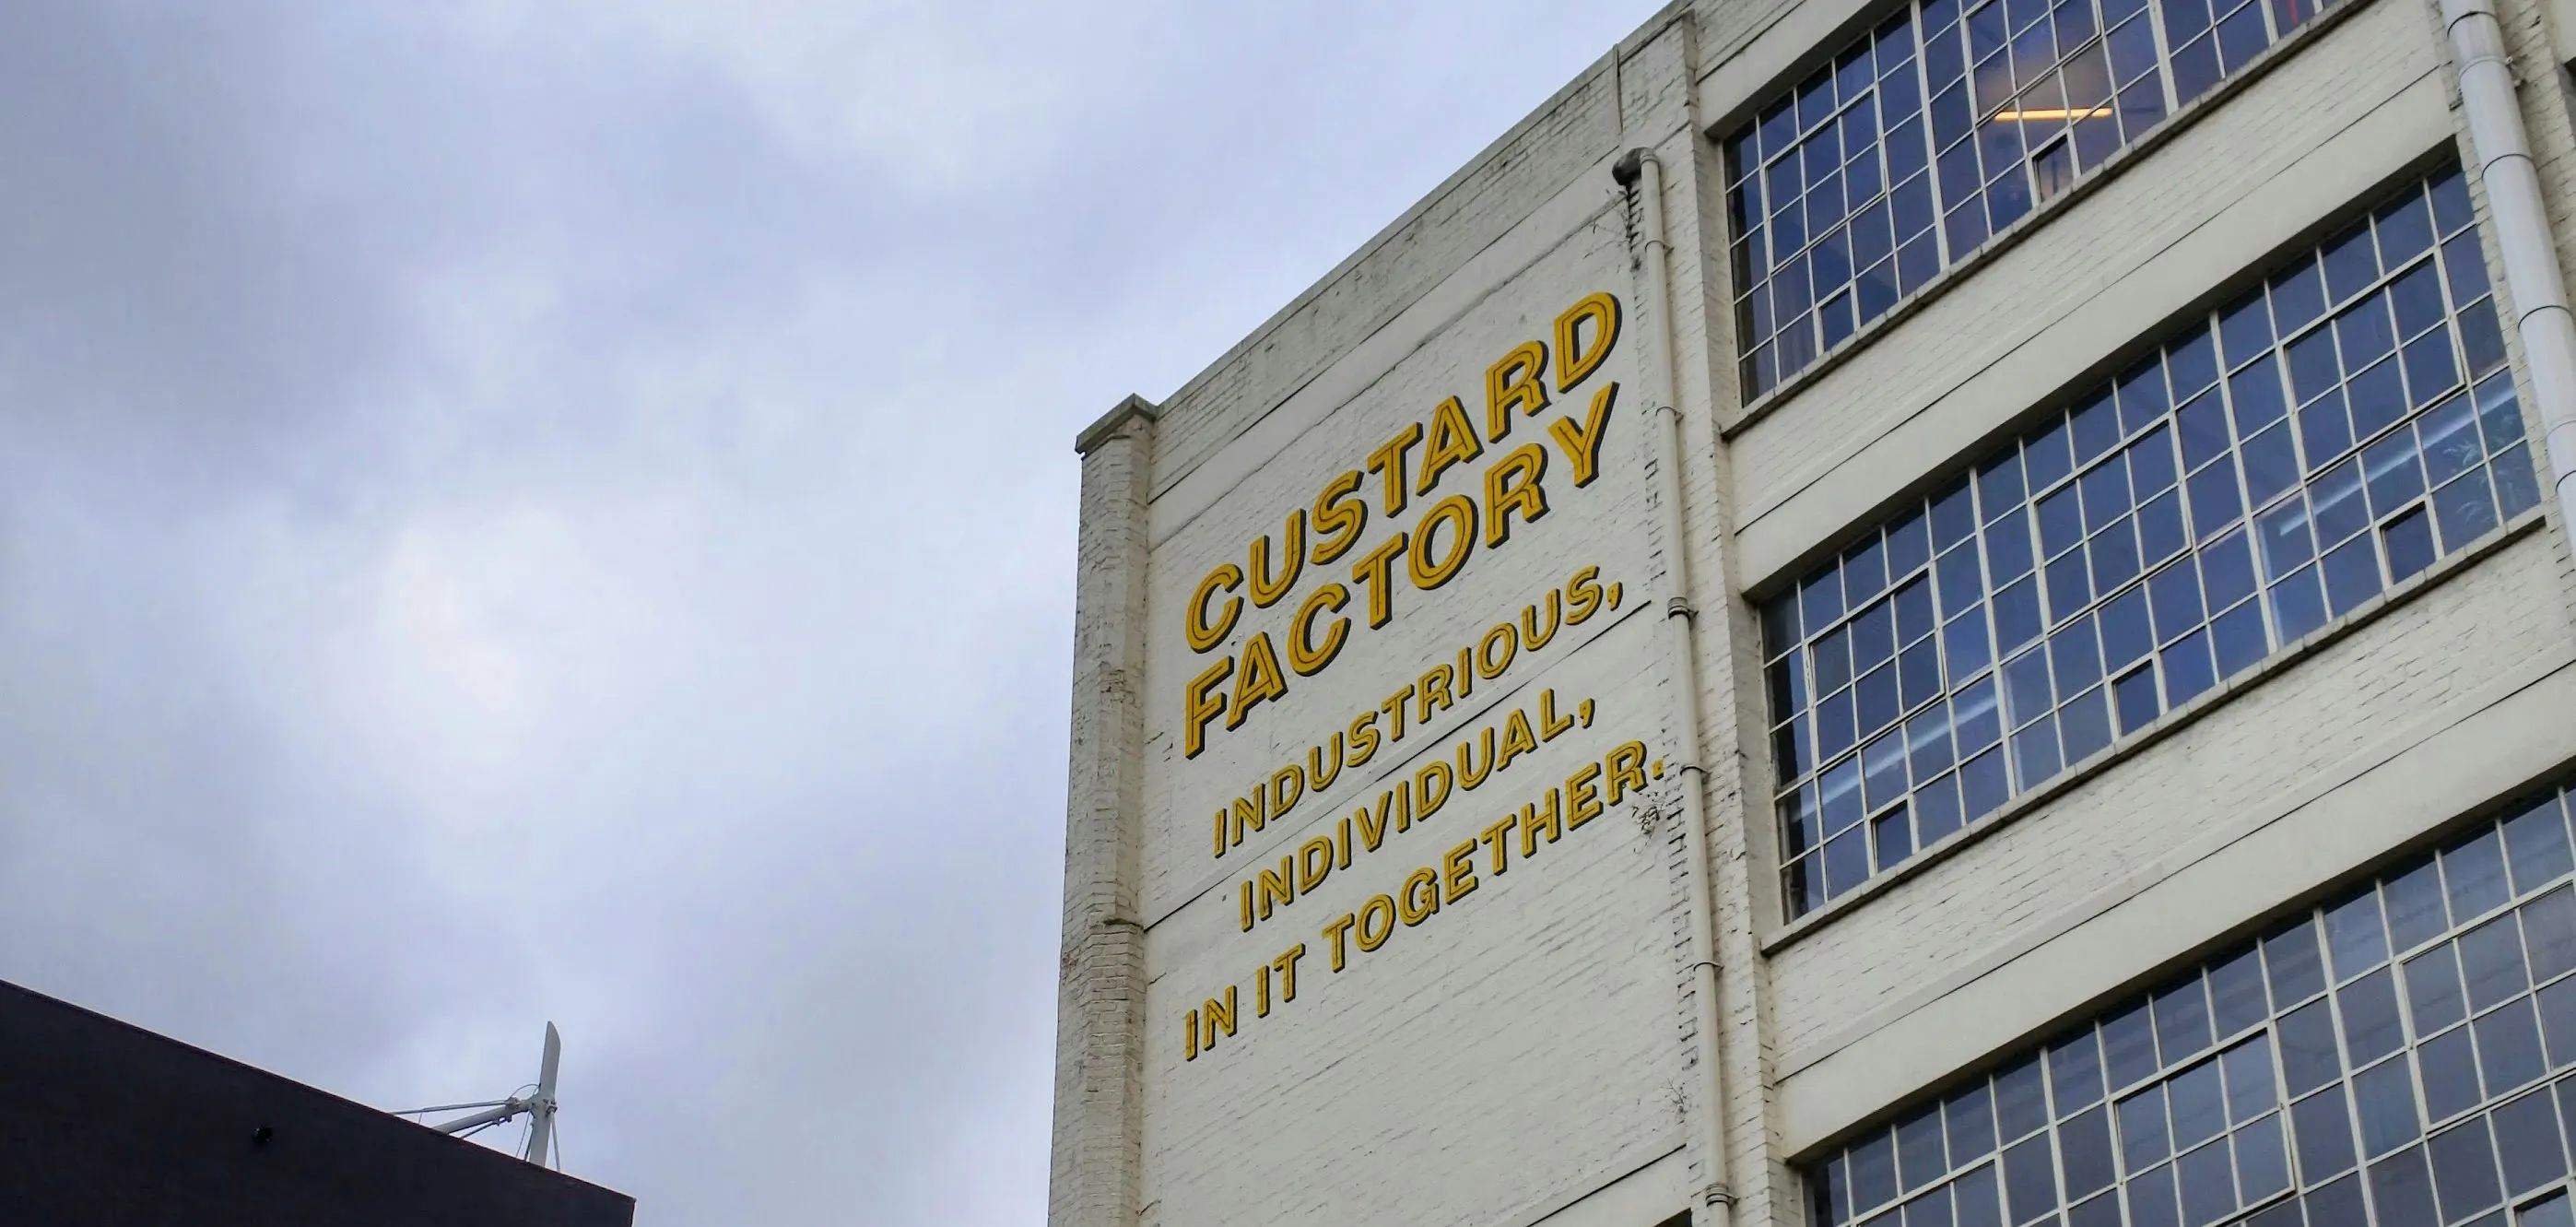 CUSTARD
FACTORY
INDUSTRIOUS,
INDIVIDUAL,
IN IT TOGETHER.